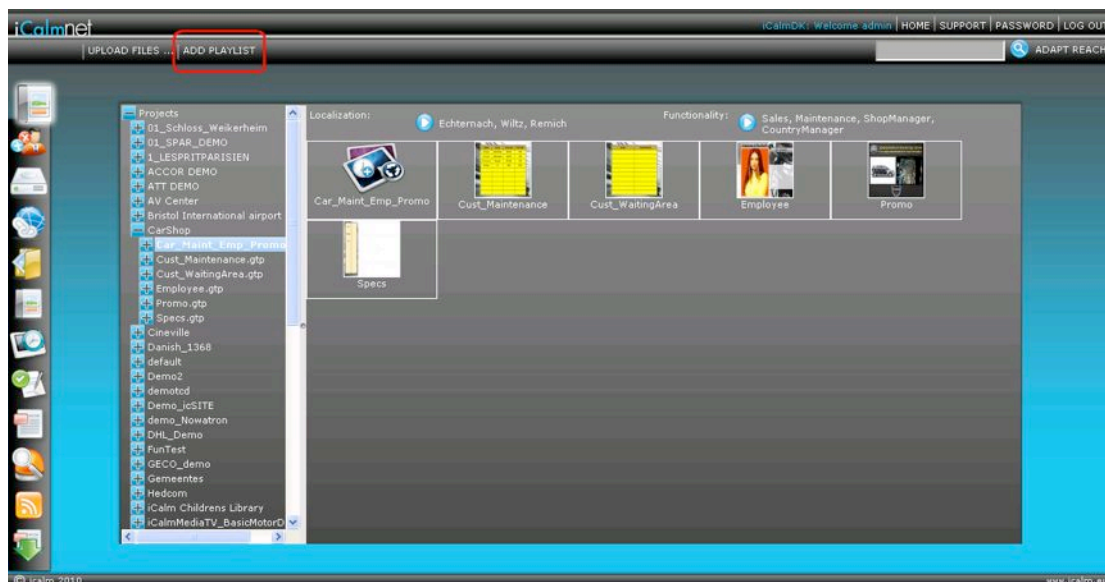 iCalmnet
iCalmDK: Welcome admin | HOME | SUPPORT | PASSWORD | LOG OUT
UPLOAD FILES ... | ADD PLAYLIST
ADAPT REACH
Projects
01_Schloss_Weikerheim
01_SPAR_DEMO
1_LESPRITPARISIEN
ACCOR DEMO
ATT DEMO
AV Center
Bristol International airport
CarShop
Car_Maint_Emp_Promo
Cust_Maintenance.gtp
Cust_WaitingArea.gtp
Employee.gtp
Promo.gtp
Specs.gtp
Cineville
Danish_1368
default
Demo2
demotcd
Demo_icSITE
demo_Nowatron
DHL_Demo
FunTest
GECO_demo
Gemeentes
Hedcom
iCalm Childrens Library
iCalmMediaTV_BasicMotorD
Localization:
Echternach, Wiltz, Remich
Functionality:
Sales, Maintenance, ShopManager,
CountryManager
Car_Maint_Emp_Promo
Cust_Maintenance
Cust_WaitingArea
Employee
Promo
Specs
© icalm 2010